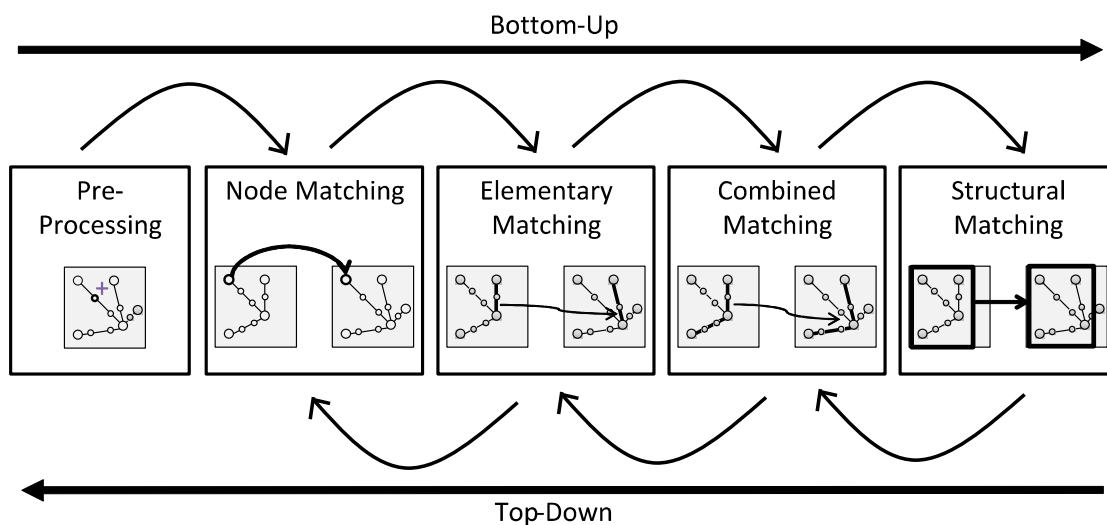 Bottom-Up
Pre-
Processing
Node Matching
Elementary
Matching
Combined
Matching
Structural
Matching
Top-Down